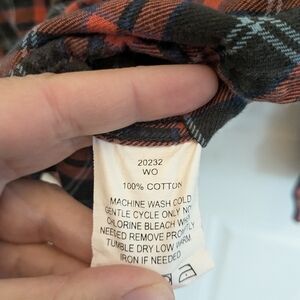 20232
WO
100% COTTON
MACHINE WASH COLD
GENTLE CYCLE ONLY NON
CHLORINE BLEACH WHEN
NEEDED REMOVE PROMPTLY
TUMBLE DRY LOW WARM
IRON IF NEEDED